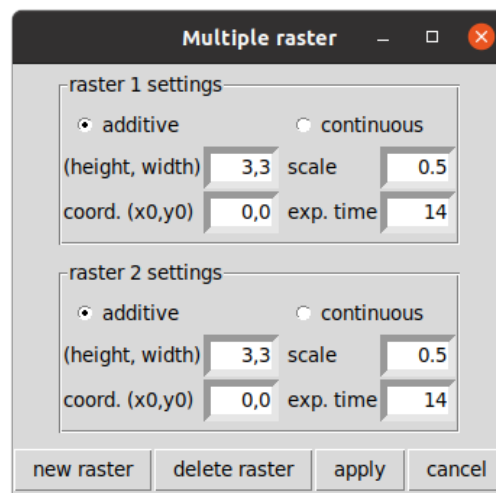 Multiple raster
raster 1 settings
additive continuous
(height, width) 3,3 scale 0.5
coord. (x0,y0) 0,0 exp. time 14
raster 2 settings
additive continuous
(height, width) 3,3 scale 0.5
coord. (x0,y0) 0,0 exp. time 14
new raster delete raster apply cancel